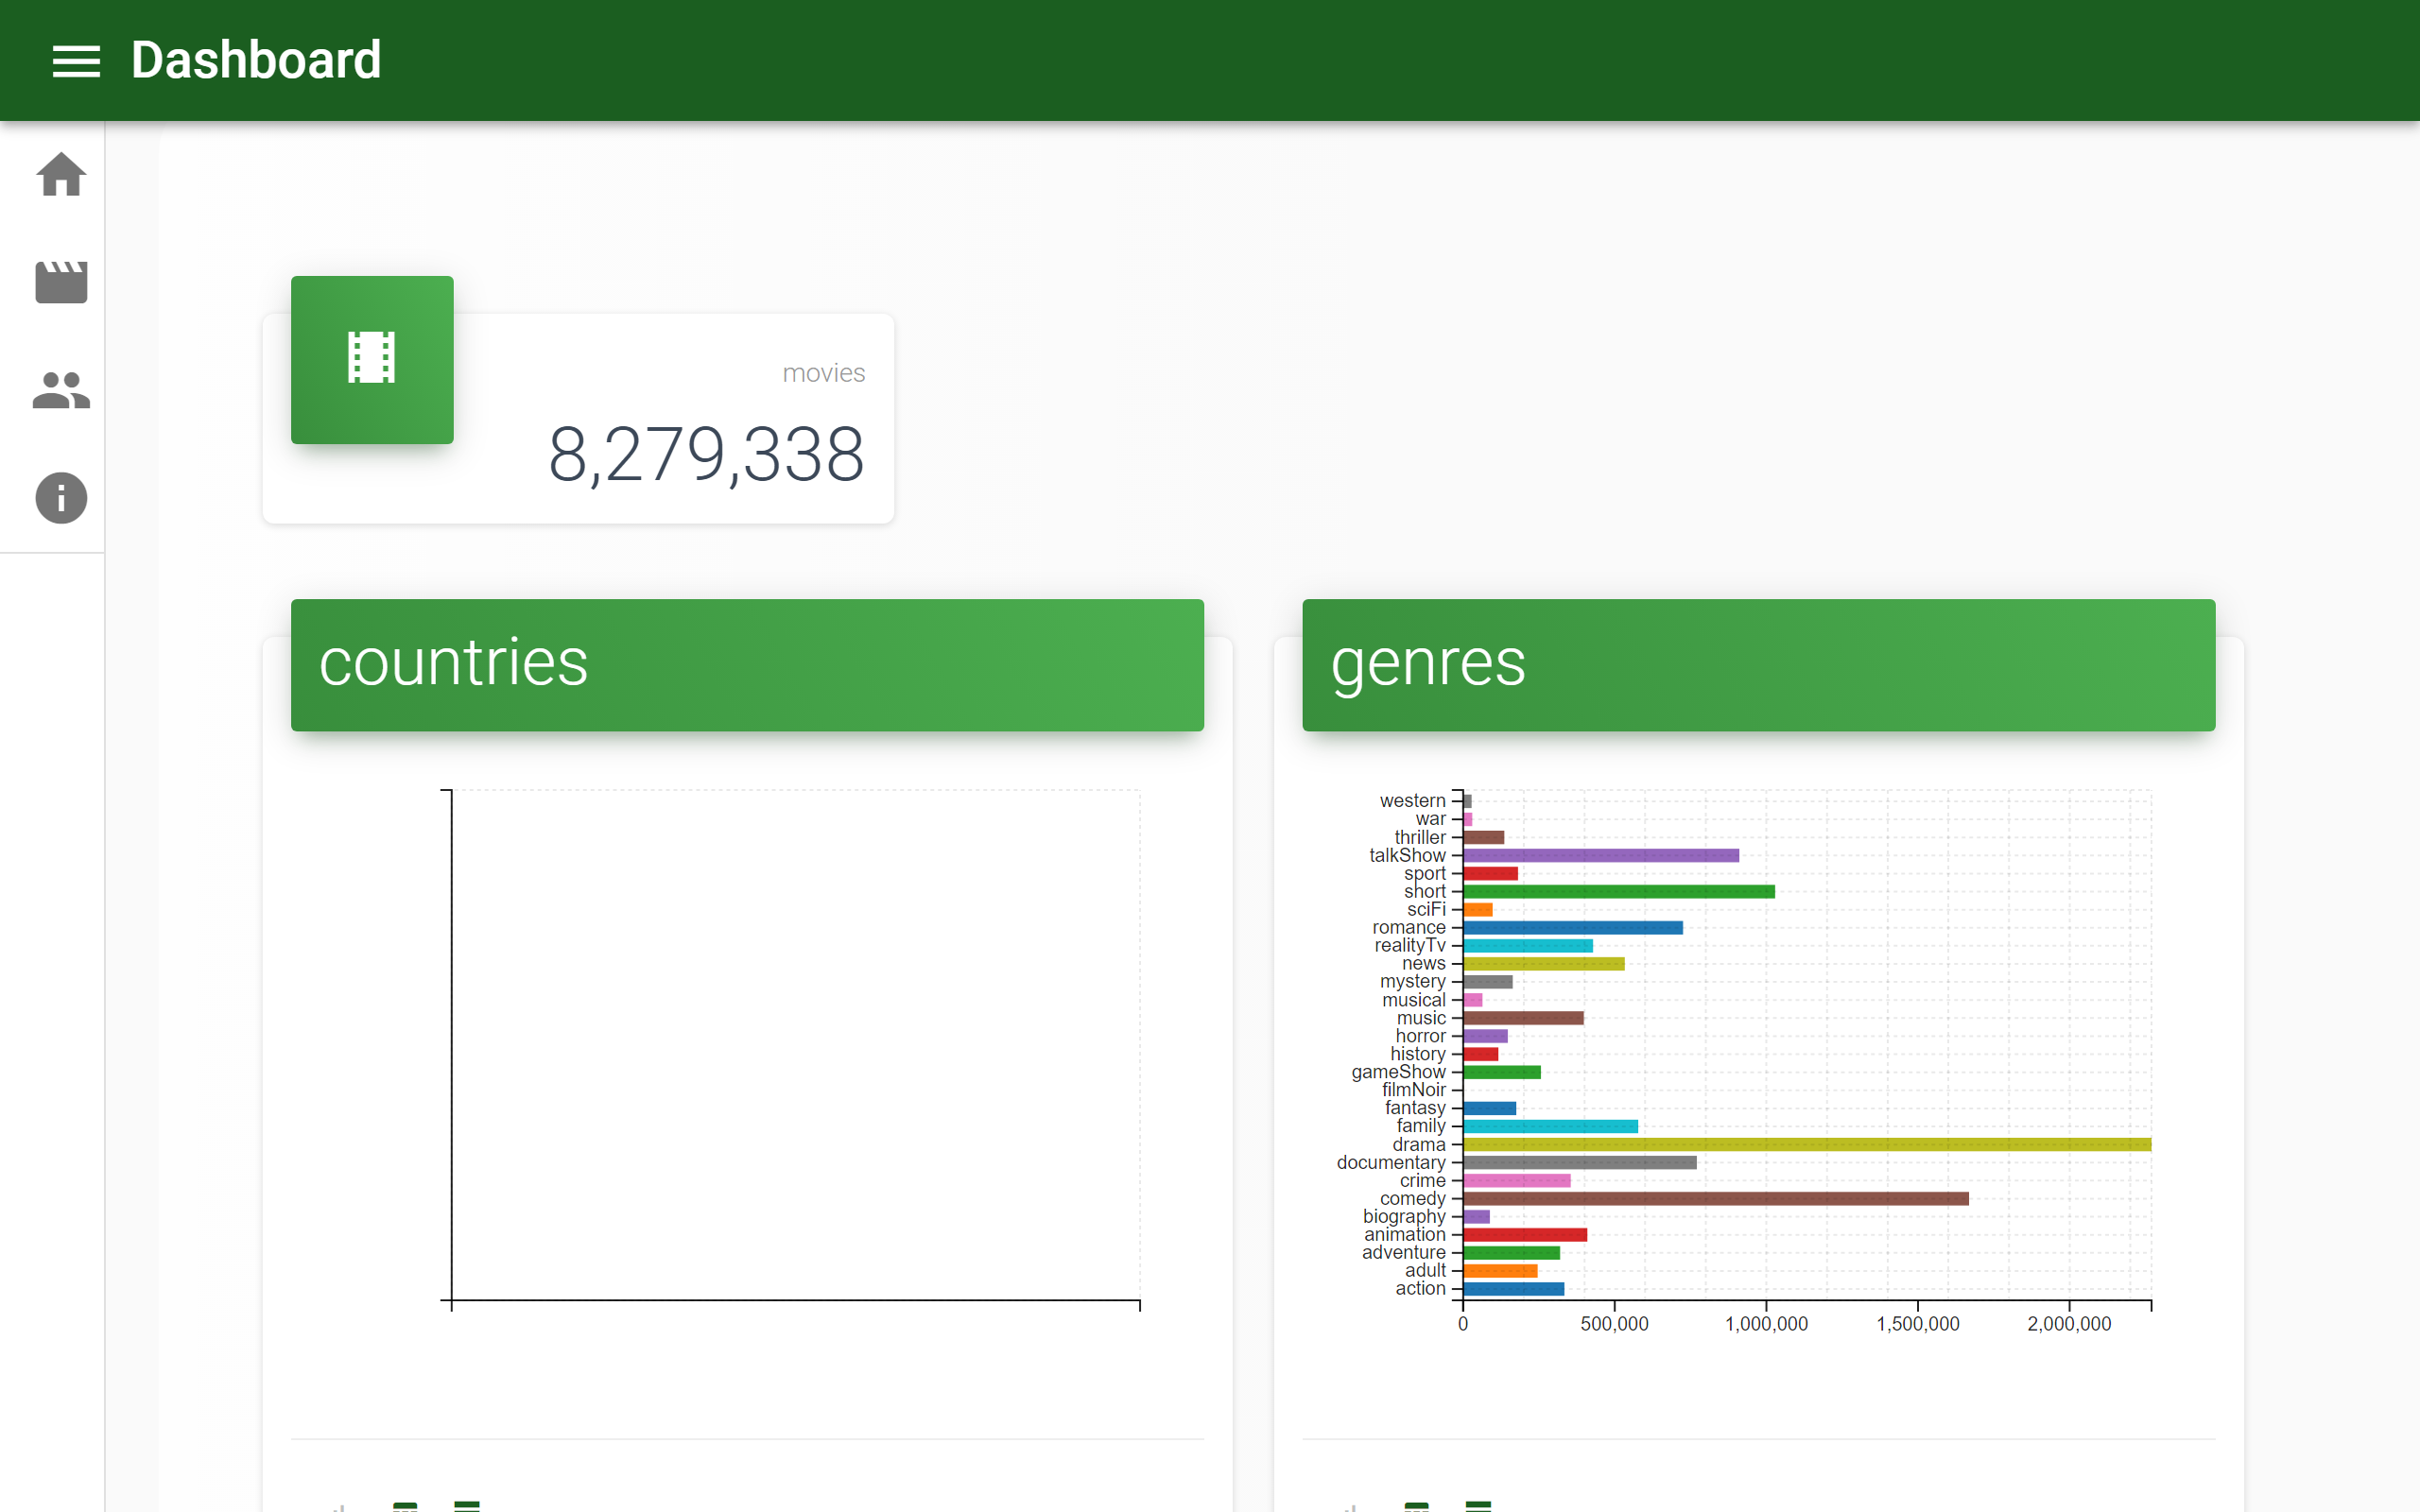 Dashboard
movies
8,279,338
countries
genres
western
war
thriller
talkShow
sport
short
sciFi
romance
realityTv
news
mystery
musical
music
horror
history
gameShow
filmNoir
fantasy
family
drama
documentary
crime
comedy
biography
animation
adventure
adult
action
0 500,000 1,000,000 1,500,000 2,000,000